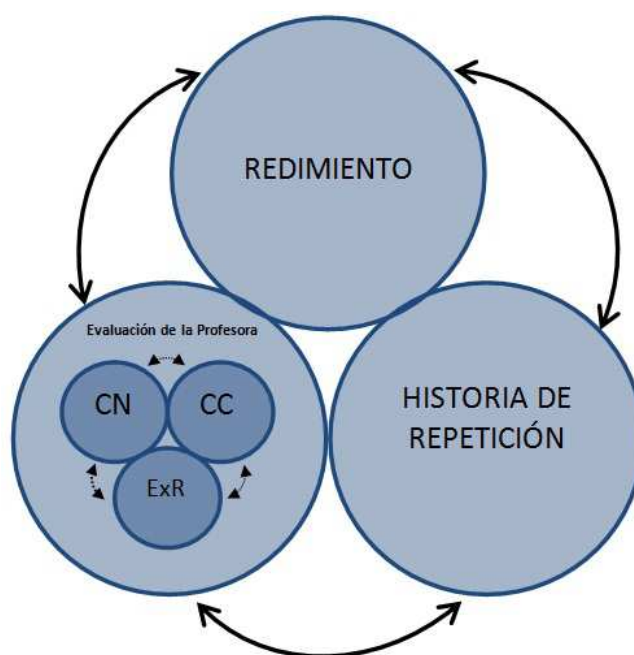 REDIMIENTO
Evaluación de la Profesora
CN
CC
ExR
HISTORIA DE
REPETICIÓN